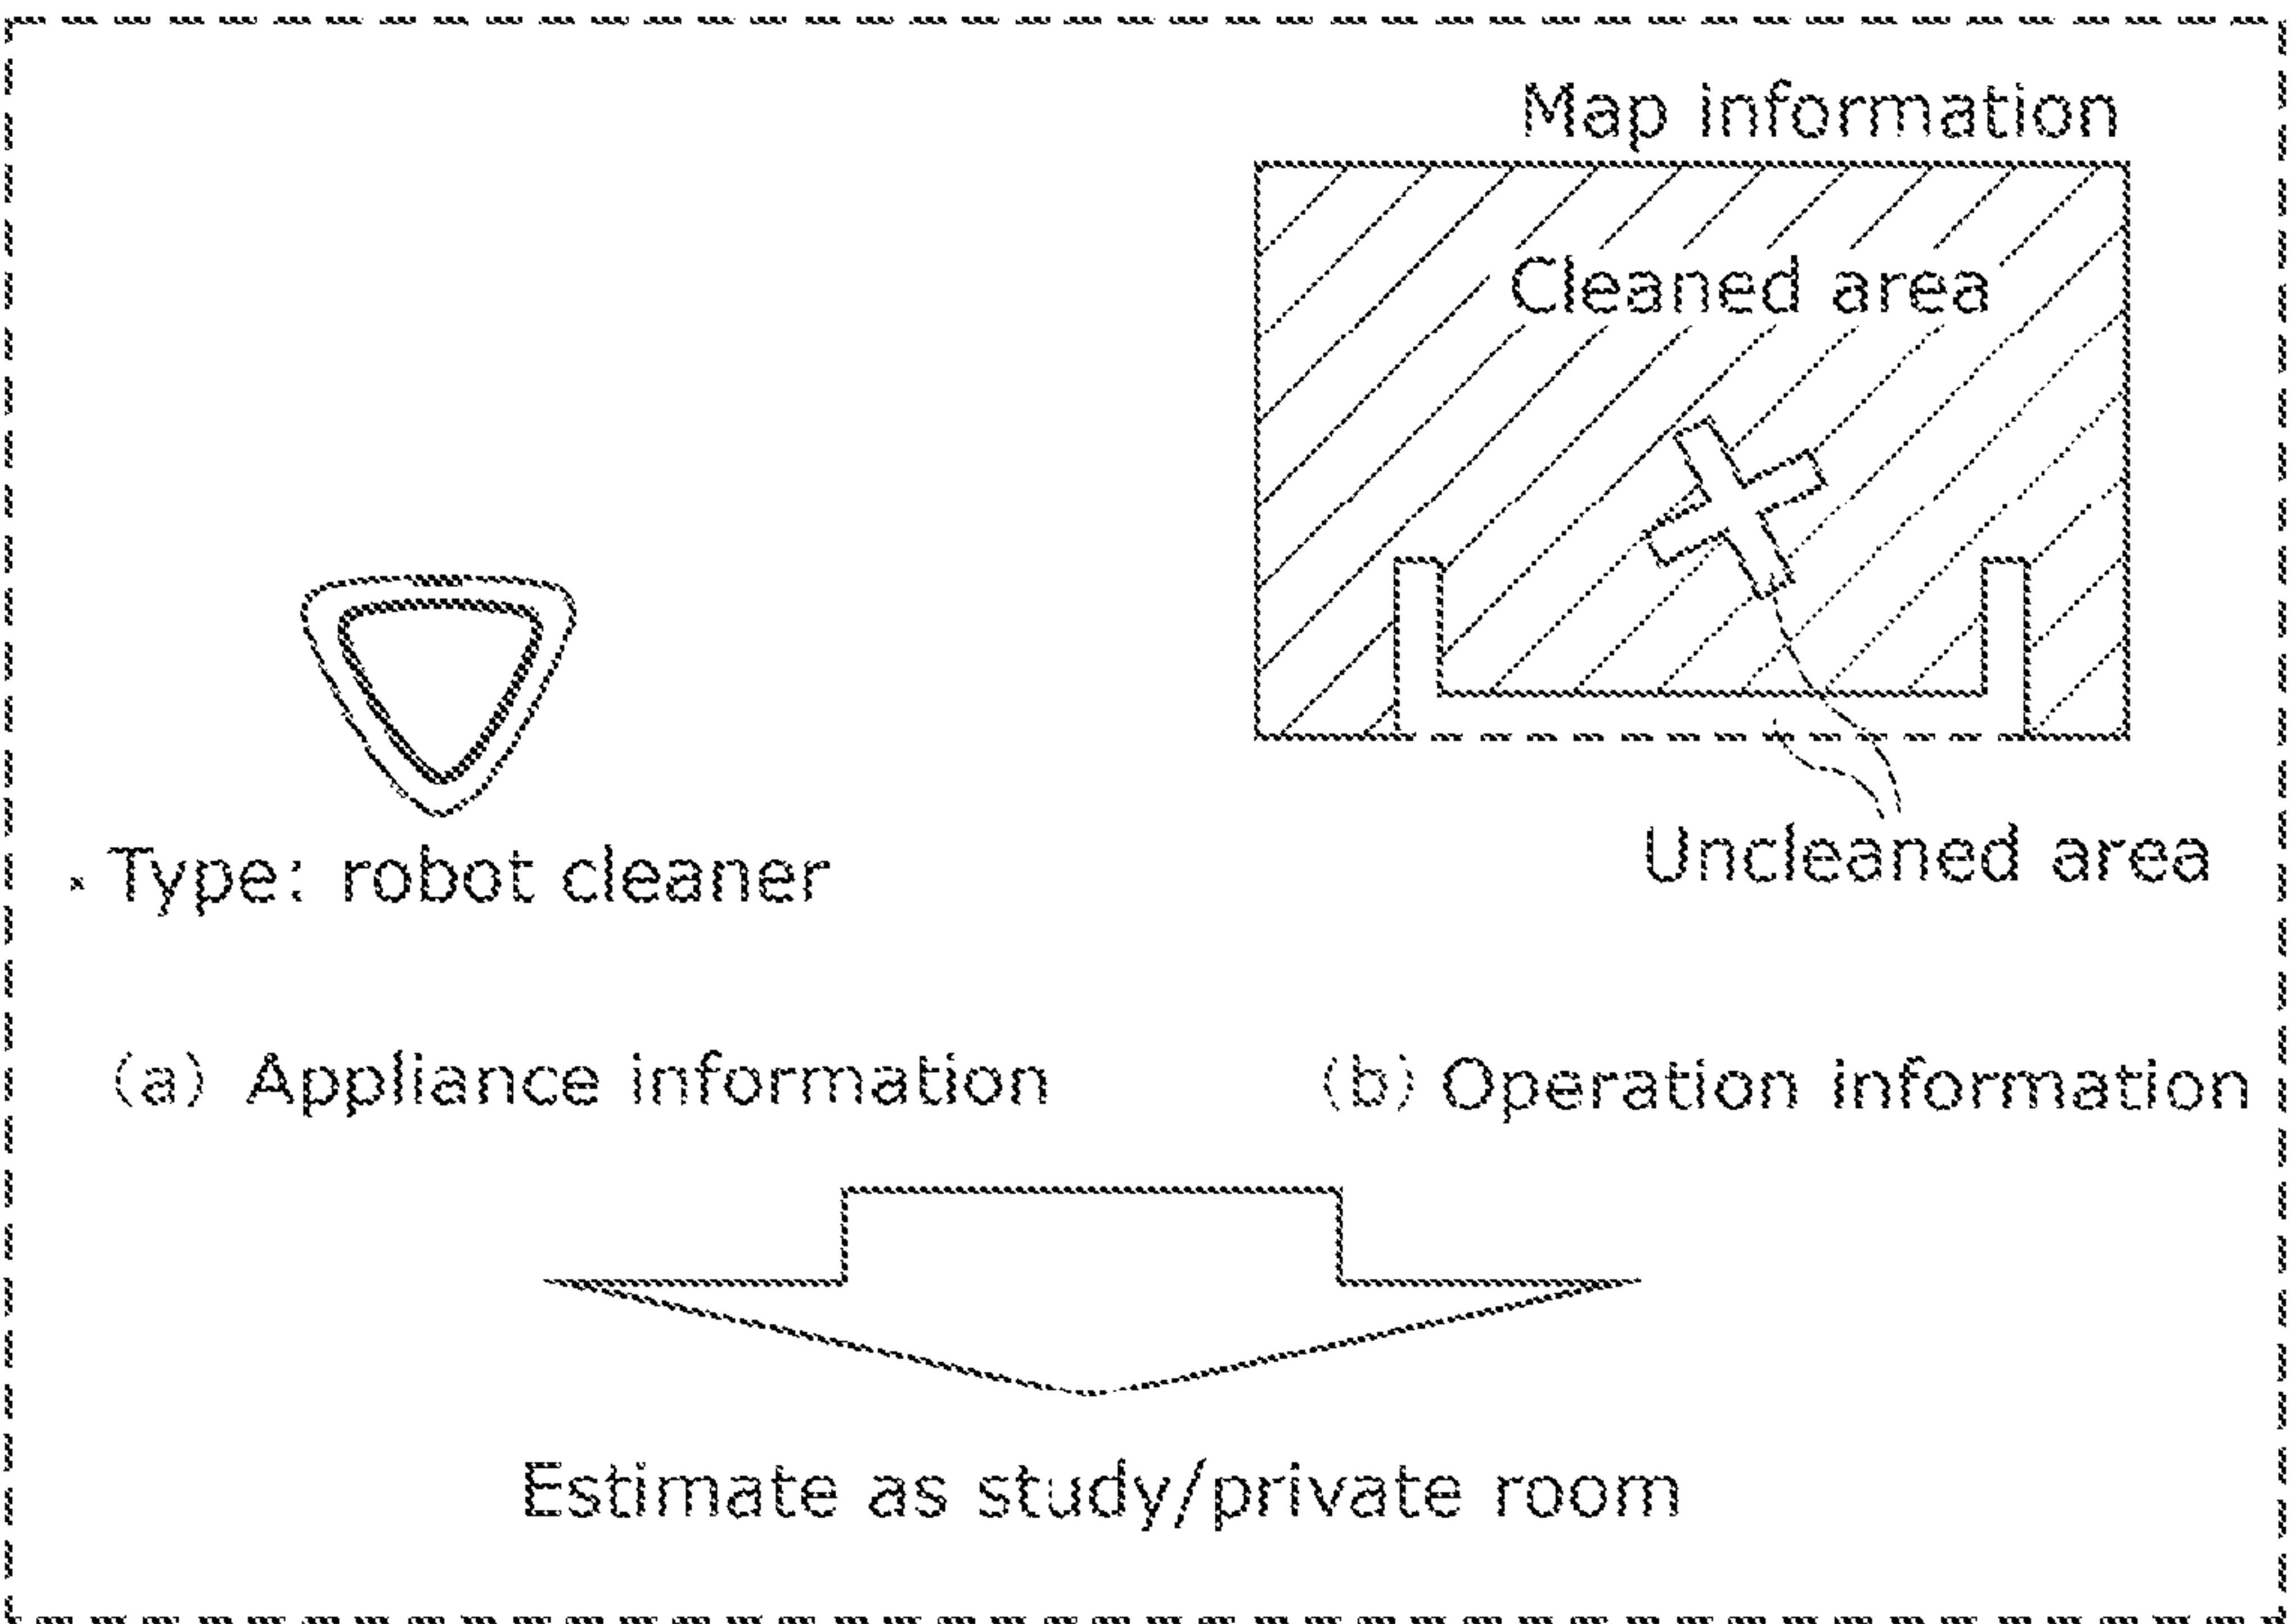 Map information
Cleaned area
Uncleaned area
· Type: robot cleaner
(a) Appliance information
(b) Operation information
Estimate as study/private room